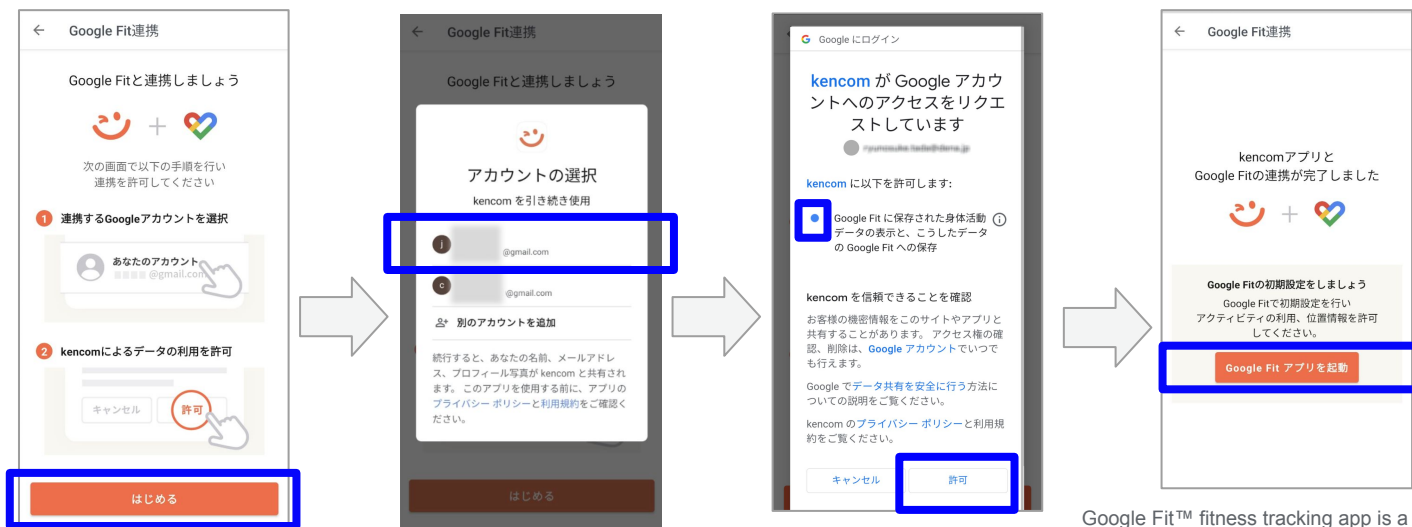 ← Google Fit連携
Google Fitと連携しましょう
次の画面で以下の手順を行い
連携を許可してください
1 連携するGoogleアカウントを選択
あなたのアカウント
@gmail.com
2 kencomによるデータの利用を許可
キャンセル
許可
はじめる
← Google Fit連携
Google Fitと連携しましょう
アカウントの選択
kencom を引き続き使用
j
@gmail.com
c
@gmail.com
別のアカウントを追加
続行すると、あなたの名前、メールアドレ
ス、プロフィール写真が kencom と共有され
ます。このアプリを使用する前に、アプリの
プライバシー ポリシーと利用規約をご確認く
ださい。
はじめる
G Google にログイン
kencom が Google アカウ
ントへのアクセスをリクエ
ストしています
kencom に以下を許可します:
Google Fit に保存された身体活動
データの表示と、こうしたデータ
の Google Fit への保存
kencom を信頼できることを確認
お客様の機密情報をこのサイトやアプリと
共有することがあります。 アクセス権の確
認、削除は、Google アカウントでいつで
も行えます。
Google でデータ共有を安全に行う方法に
ついての説明をご覧ください。
kencom のプライバシー ポリシーと利用規
約をご覧ください。
キャンセル
許可
← Google Fit連携
kencomアプリと
Google Fitの連携が完了しました
Google Fitの初期設定をしましょう
Google Fitで初期設定を行い
アクティビティの利用、位置情報を許可
してください。
Google Fit アプリを起動
Google Fit™ fitness tracking app is a